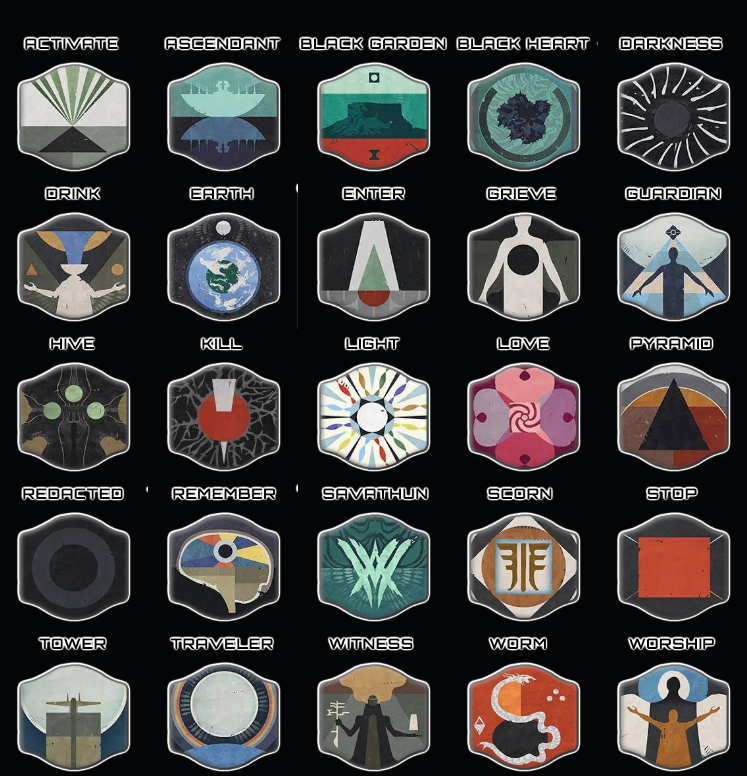 ACTIVATE ASCENDANT BLACK GARDEN BLACK HEART DARKNESS
DRINK EARTH ENTER GRIEVE GUARDIAN
HIVE KILL LIGHT LOVE PYRAMID
REDACTED REMEMBER SAVATHUN SCORN STOP
TOWER TRAVELER WITNESS WORM WORSHIP